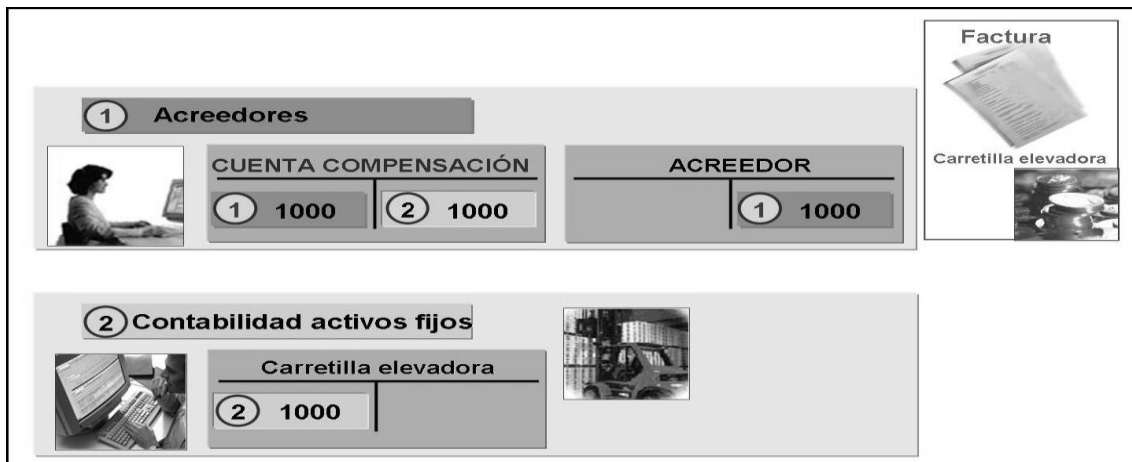 Factura
Carretilla elevadora
1 Acreedores
CUENTA COMPENSACIÓN
1 1000 2 1000
ACREEDOR
1 1000
2 Contabilidad activos fijos
Carretilla elevadora
2 1000